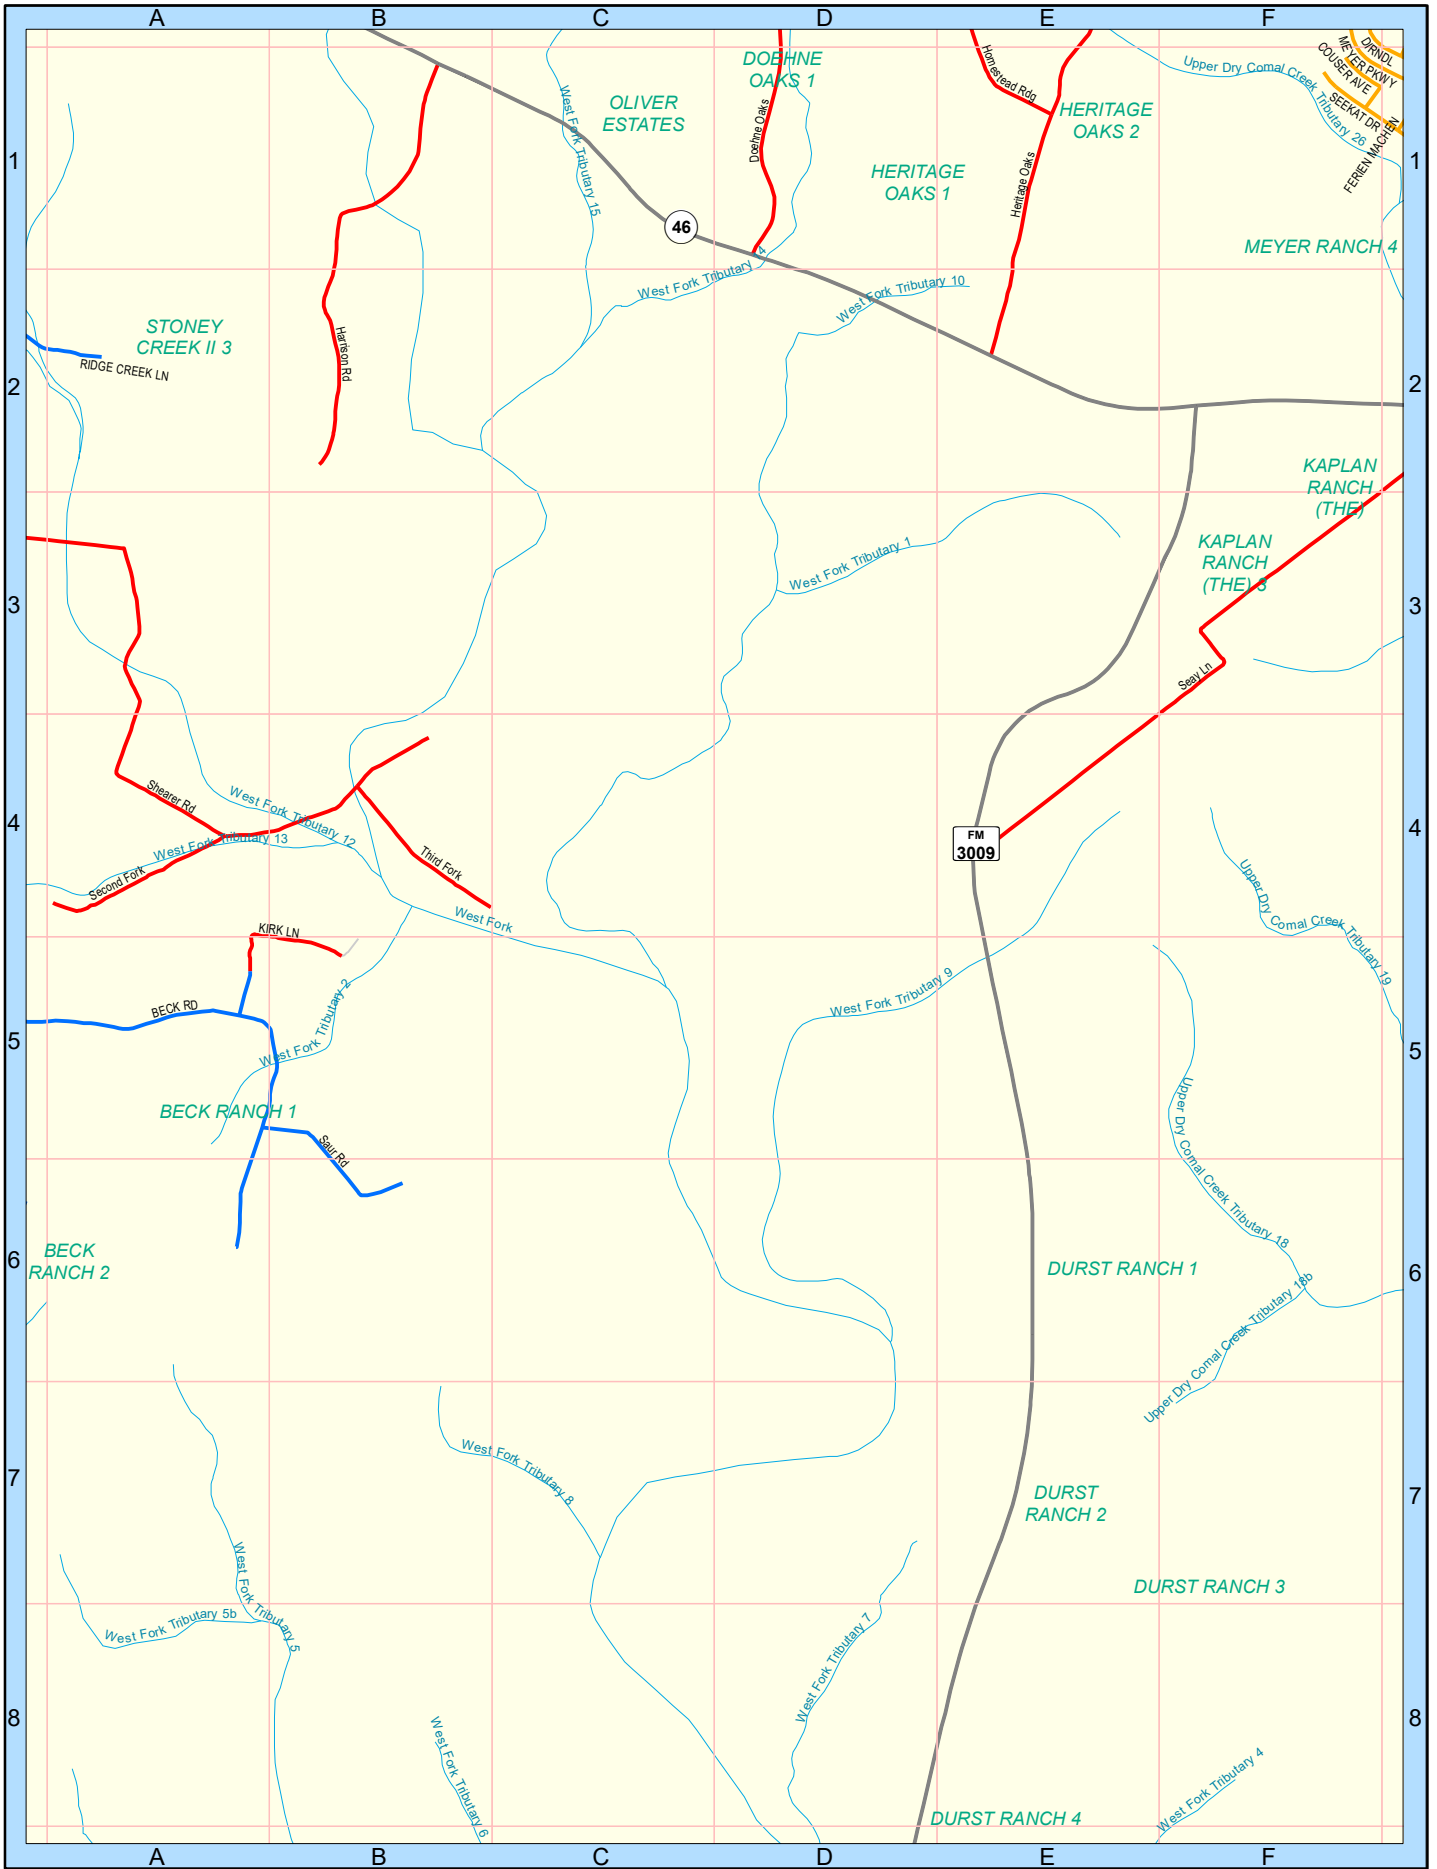 A B C D E F
DOEHNE
OAKS 1
OLIVER
ESTATES
HERITAGE
OAKS 2
HERITAGE
OAKS 1
Homestead Rdg
Doehne Oaks
Heritage Oaks
Upper Dry Comal Creek Tributary 26
DIRNDL
MEYER PKWY
COUSER AVE
SEEKAT DR
FERIEN MACHEN
West Fork Tributary 15
1
1
46
MEYER RANCH 4
West Fork Tributary 14
West Fork Tributary 10
STONEY
CREEK II 3
RIDGE CREEK LN
Harrison Rd
2
2
KAPLAN
RANCH
(THE)
KAPLAN
RANCH
(THE) 3
West Fork Tributary 1
3
3
Seay Ln
Shearer Rd
West Fork Tributary 12
West Fork Tributary 13
4
4
FM
3009
Second Fork
Third Fork
West Fork
Upper Dry Comal Creek Tributary 19
KIRK LN
West Fork Tributary 9
BECK RD
West Fork Tributary 2
5
5
BECK RANCH 1
Saur Rd
Upper Dry Comal Creek Tributary 18
BECK
RANCH 2
6
6
DURST RANCH 1
Upper Dry Comal Creek Tributary 18b
West Fork Tributary 8
7
7
DURST
RANCH 2
DURST RANCH 3
West Fork Tributary 5
West Fork Tributary 5b
West Fork Tributary 7
8
8
West Fork Tributary 6
West Fork Tributary 4
DURST RANCH 4
A B C D E F